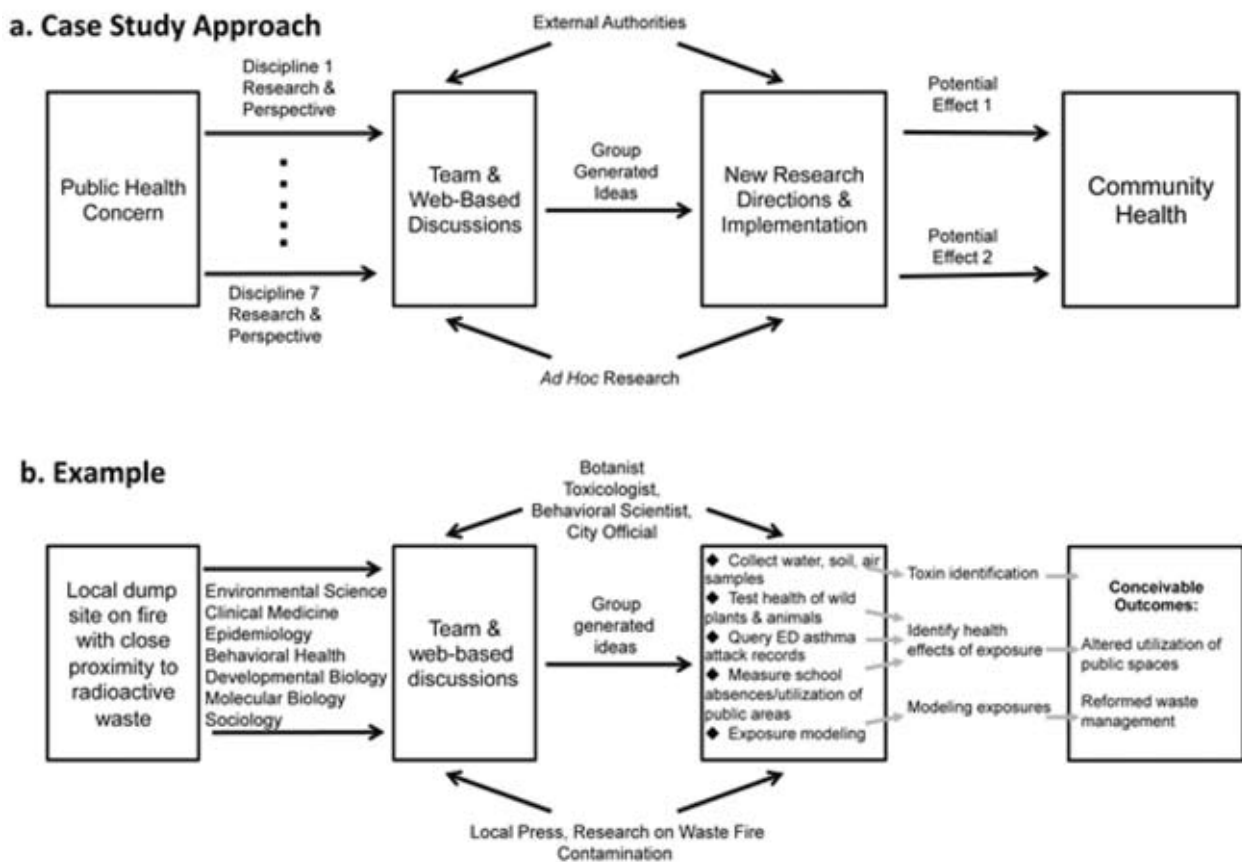 a. Case Study Approach
External Authorities
Discipline 1
Research &
Perspective
Potential
Effect 1
Public Health
Concern
Team &
Web-Based
Discussions
Group
Generated
Ideas
New Research
Directions &
Implementation
Community
Health
Potential
Effect 2
Discipline 7
Research &
Perspective
Ad Hoc Research
b. Example
Botanist
Toxicologist,
Behavioral Scientist,
City Official
Local dump
site on fire
with close
proximity to
radioactive
waste
Environmental Science
Clinical Medicine
Epidemiology
Behavioral Health
Developmental Biology
Molecular Biology
Sociology
Team &
web-based
discussions
Group
generated
ideas
◆ Collect water, soil, air
samples
◆ Test health of wild
plants & animals
◆ Query ED asthma
attack records
◆ Measure school
absences/utilization of
public areas
◆ Exposure modeling
Toxin identification
Identify health
effects of exposure
Modeling exposures
Conceivable
Outcomes:
Altered utilization of
public spaces
Reformed waste
management
Local Press, Research on Waste Fire
Contamination